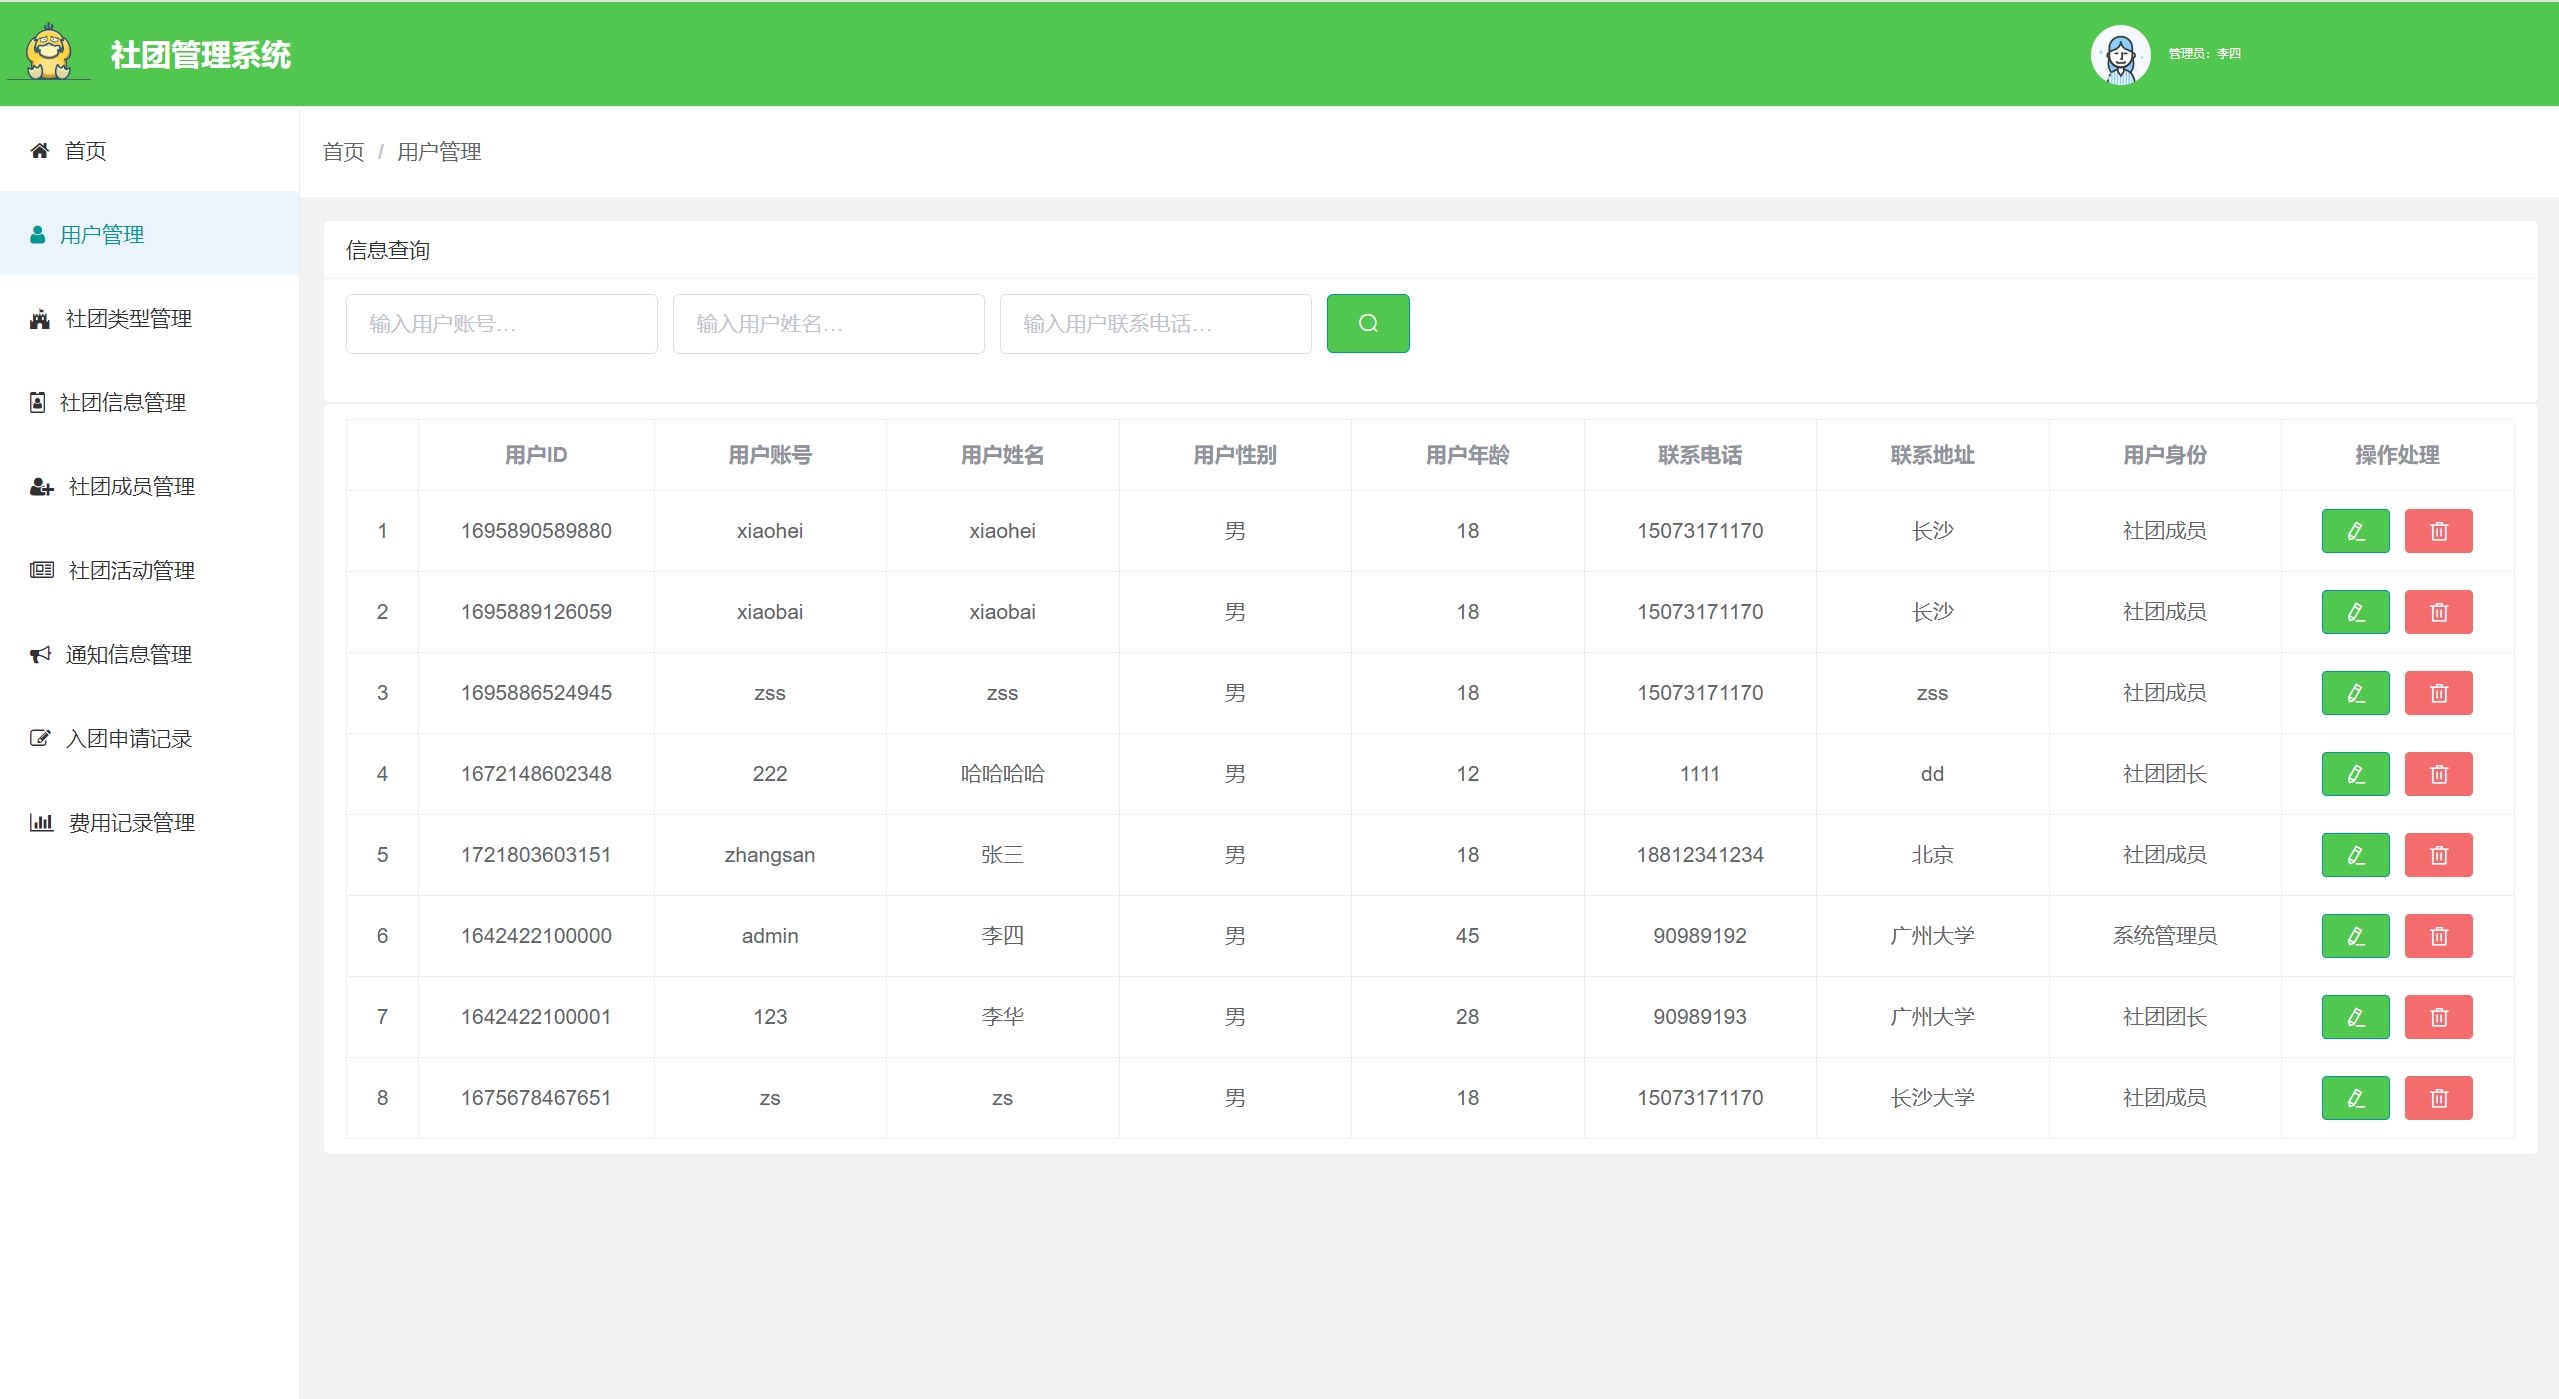 社团管理系统
管理员：李四
首页
用户管理
社团类型管理
社团信息管理
社团成员管理
社团活动管理
通知信息管理
入团申请记录
费用记录管理
首页 / 用户管理
信息查询
输入用户账号… 输入用户姓名… 输入用户联系电话…
用户ID 用户账号 用户姓名 用户性别 用户年龄 联系电话 联系地址 用户身份 操作处理
1 1695890589880 xiaohei xiaohei 男 18 15073171170 长沙 社团成员
2 1695889126059 xiaobai xiaobai 男 18 15073171170 长沙 社团成员
3 1695886524945 zss zss 男 18 15073171170 zss 社团成员
4 1672148602348 222 哈哈哈哈 男 12 1111 dd 社团团长
5 1721803603151 zhangsan 张三 男 18 18812341234 北京 社团成员
6 1642422100000 admin 李四 男 45 90989192 广州大学 系统管理员
7 1642422100001 123 李华 男 28 90989193 广州大学 社团团长
8 1675678467651 zs zs 男 18 15073171170 长沙大学 社团成员